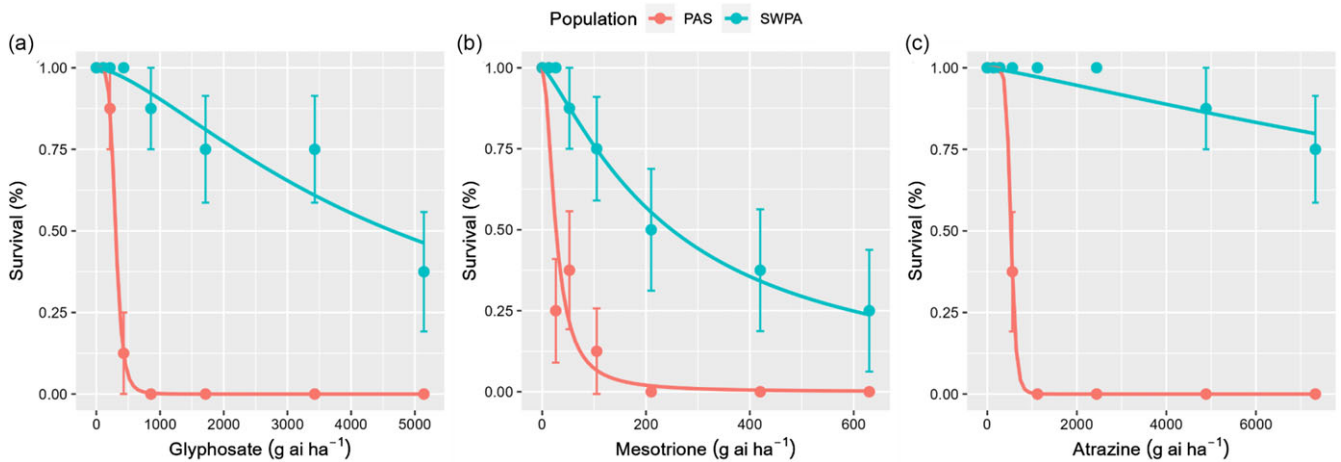 Population PAS SWPA
(a)
Survival (%)
1.00
0.75
0.50
0.25
0.00
0 1000 2000 3000 4000 5000
Glyphosate (g ai ha⁻¹)
(b)
Survival (%)
1.00
0.75
0.50
0.25
0.00
0 200 400 600
Mesotrione (g ai ha⁻¹)
(c)
Survival (%)
1.00
0.75
0.50
0.25
0.00
0 2000 4000 6000
Atrazine (g ai ha⁻¹)